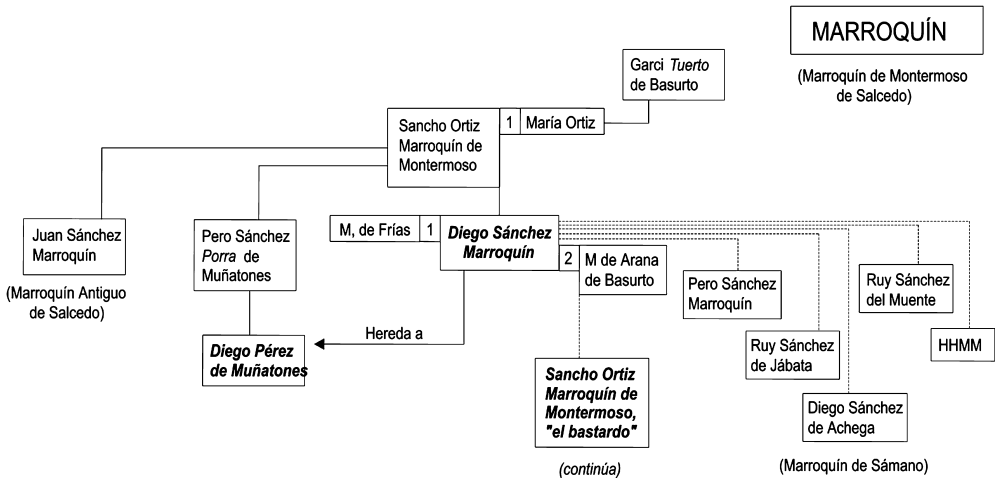 MARROQUÍN
(Marroquín de Montermoso
de Salcedo)
Garci Tuerto
de Basurto
Sancho Ortiz
Marroquín de
Montermoso
1
María Ortiz
Juan Sánchez
Marroquín
(Marroquín Antiguo
de Salcedo)
Pero Sánchez
Porra de
Muñatones
M, de Frías
1
Diego Sánchez
Marroquín
2
M de Arana
de Basurto
Pero Sánchez
Marroquín
Ruy Sánchez
del Muente
Diego Pérez
de Muñatones
Hereda a
Ruy Sánchez
de Jábata
HHMM
Sancho Ortiz
Marroquín de
Montermoso,
"el bastardo"
(continúa)
Diego Sánchez
de Achega
(Marroquín de Sámano)